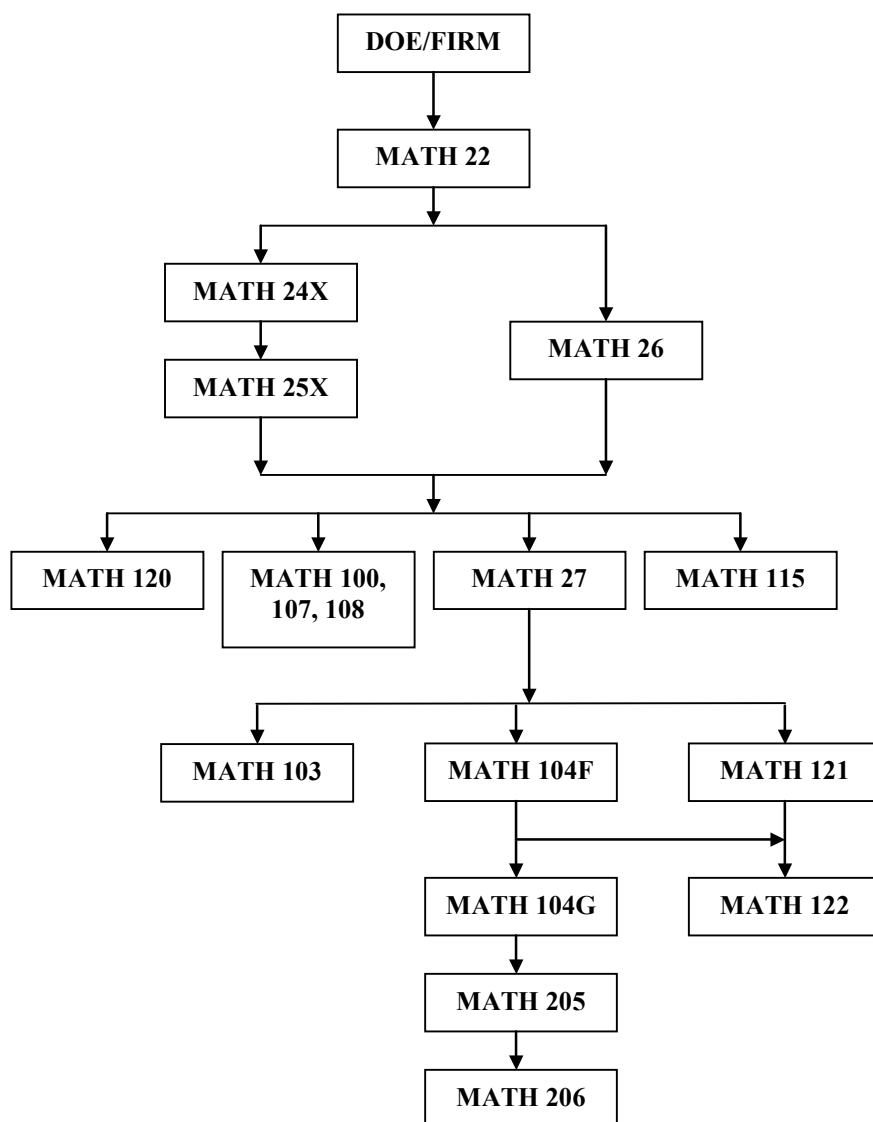 DOE/FIRM
MATH 22
MATH 24X
MATH 26
MATH 25X
MATH 120
MATH 100,
107, 108
MATH 27
MATH 115
MATH 103
MATH 104F
MATH 121
MATH 104G
MATH 122
MATH 205
MATH 206